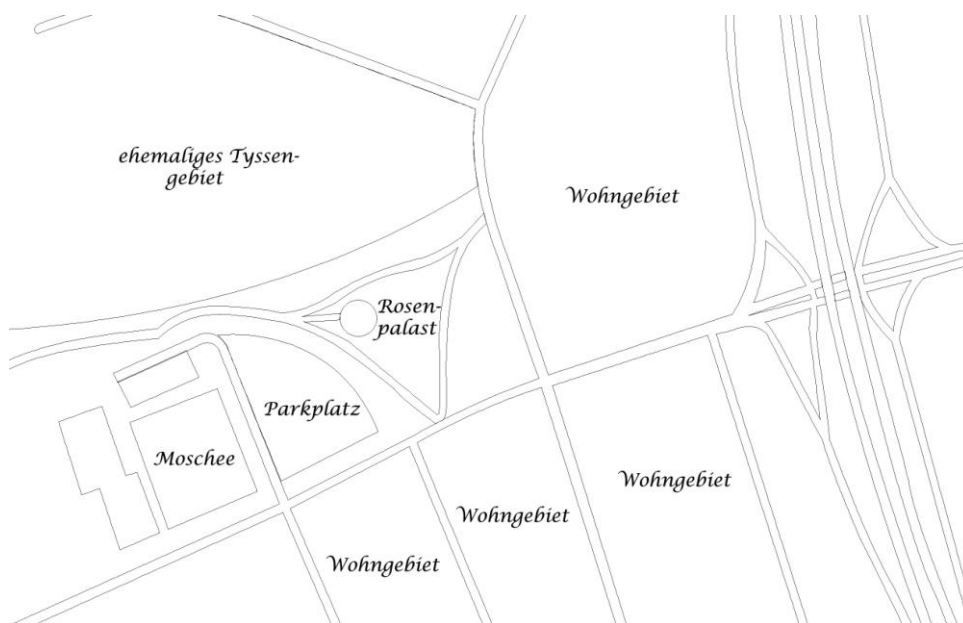 ehemaliges Tyssen-
gebiet
Wohngebiet
Rosen-
palast
Parkplatz
Moschee
Wohngebiet
Wohngebiet
Wohngebiet